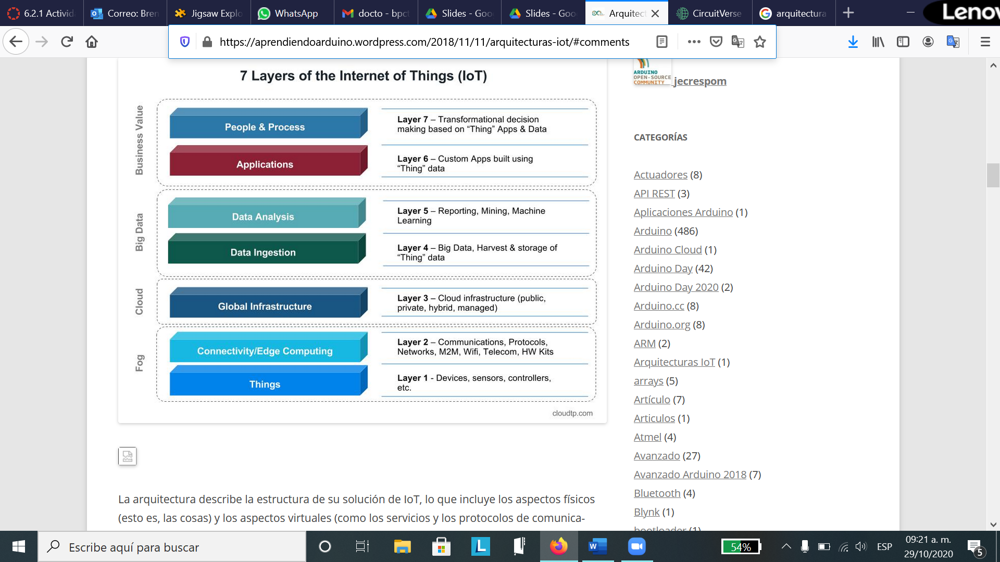 6.2.1 Activid
Correo: Bren
Jigsaw Explo
WhatsApp
docto - bpct
Slides - Goo
Slides - Goo
Arquitect
CircuitVerse
arquitectura
Lenov
https://aprendiendoarduino.wordpress.com/2018/11/11/arquitecturas-iot/#comments
7 Layers of the Internet of Things (IoT)
Business Value
People & Process
Layer 7 – Transformational decision
making based on “Thing” Apps & Data
Applications
Layer 6 – Custom Apps built using
“Thing” data
Big Data
Data Analysis
Layer 5 – Reporting, Mining, Machine
Learning
Data Ingestion
Layer 4 – Big Data, Harvest & storage of
“Thing” data
Cloud
Global Infrastructure
Layer 3 – Cloud infrastructure (public,
private, hybrid, managed)
Fog
Connectivity/Edge Computing
Layer 2 – Communications, Protocols,
Networks, M2M, Wifi, Telecom, HW Kits
Things
Layer 1 - Devices, sensors, controllers,
etc.
cloudtp.com
La arquitectura describe la estructura de su solución de IoT, lo que incluye los aspectos físicos
(esto es, las cosas) y los aspectos virtuales (como los servicios y los protocolos de comunica-
ARDUINO
OPEN-SOURCE
COMMUNITY
jecrespom
CATEGORÍAS
Actuadores (8)
API REST (3)
Aplicaciones Arduino (1)
Arduino (486)
Arduino Cloud (1)
Arduino Day (42)
Arduino Day 2020 (2)
Arduino.cc (8)
Arduino.org (8)
ARM (2)
Arquitecturas IoT (1)
arrays (5)
Artículo (7)
Articulos (1)
Atmel (4)
Avanzado (27)
Avanzado Arduino 2018 (7)
Bluetooth (4)
Blynk (1)
bootloader (1)
Escribe aquí para buscar
L
W
54%
ESP
09:21 a. m.
29/10/2020
5